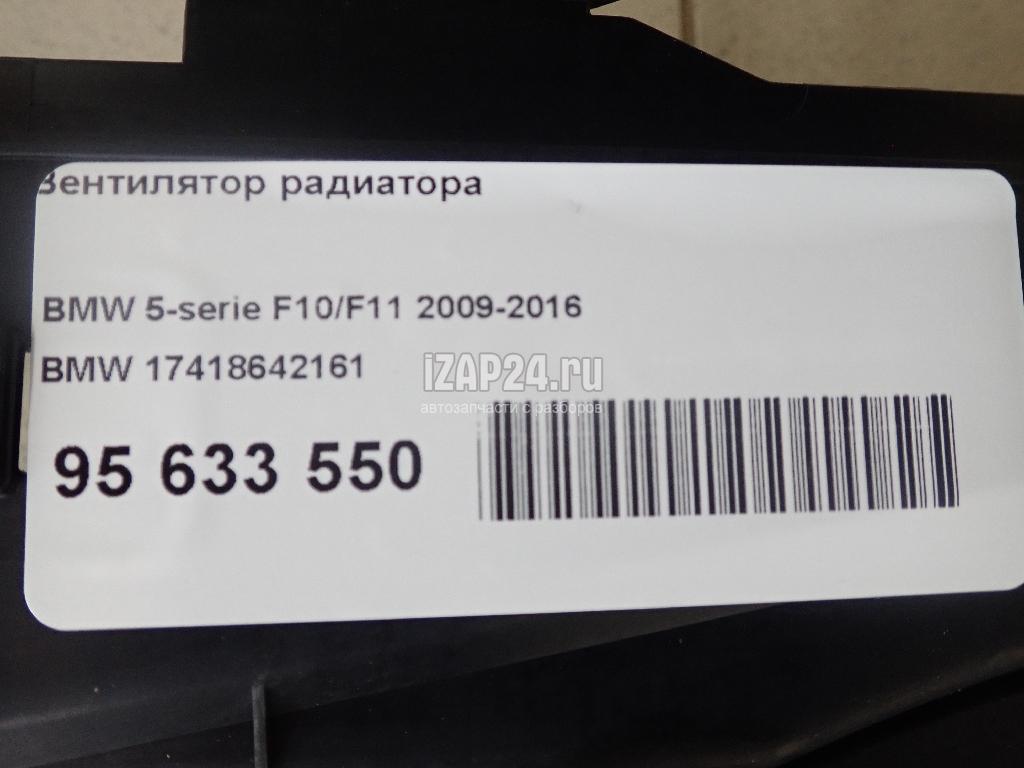 Вентилятор радиатора
BMW 5-serie F10/F11 2009-2016
BMW 17418642161
iZAP24.ru
автозапчасти с разборов
95 633 550